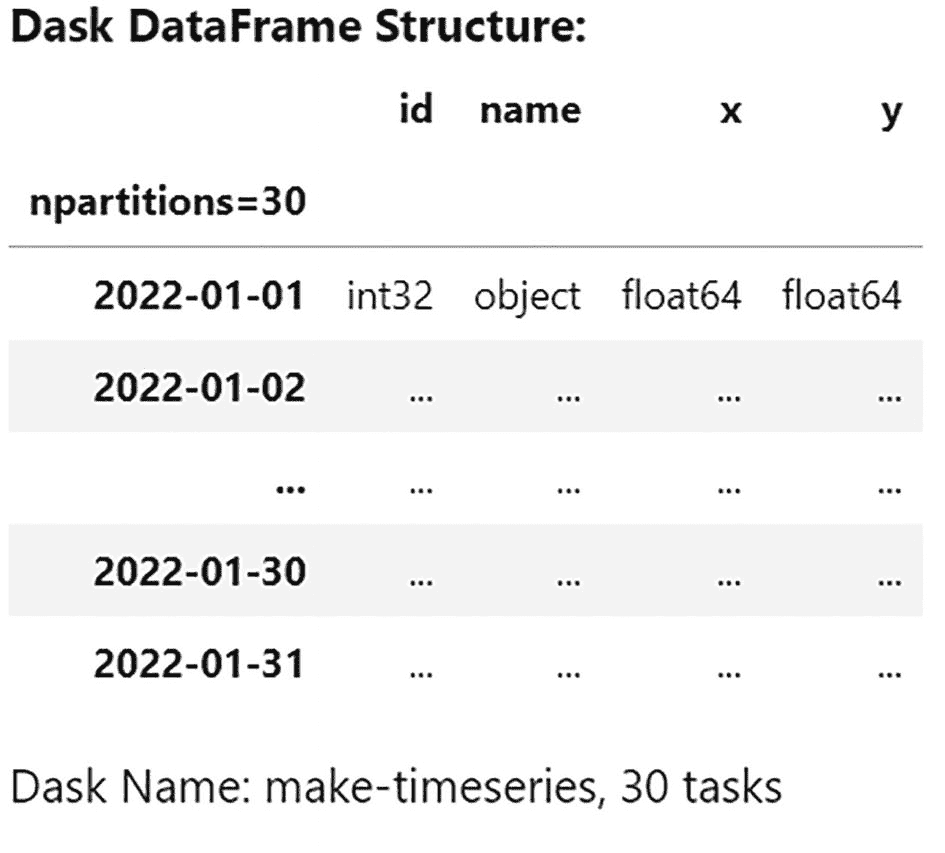 Dask DataFrame Structure:
id name x y
npartitions=30
2022-01-01 int32 object float64 float64
2022-01-02 ... ... ... ...
... ... ... ... ...
2022-01-30 ... ... ... ...
2022-01-31 ... ... ... ...
Dask Name: make-timeseries, 30 tasks